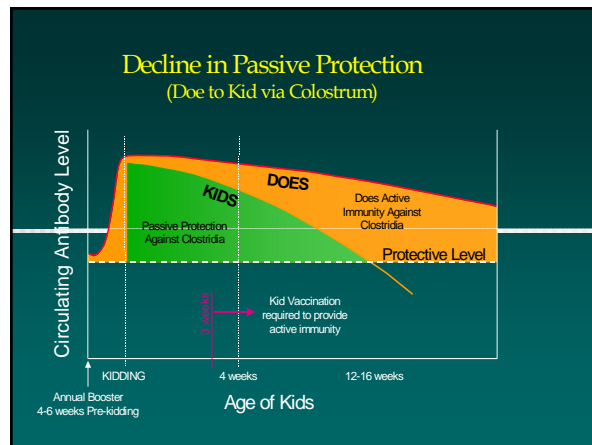 Decline in Passive Protection
(Doe to Kid via Colostrum)
Circulating Antibody Level
KIDS
DOES
Does Active
Immunity Against
Clostridia
Passive Protection
Against Clostridia
Protective Level
3 weeks
Kid Vaccination
required to provide
active immunity
KIDDING
4 weeks
12-16 weeks
Annual Booster
4-6 weeks Pre-kidding
Age of Kids